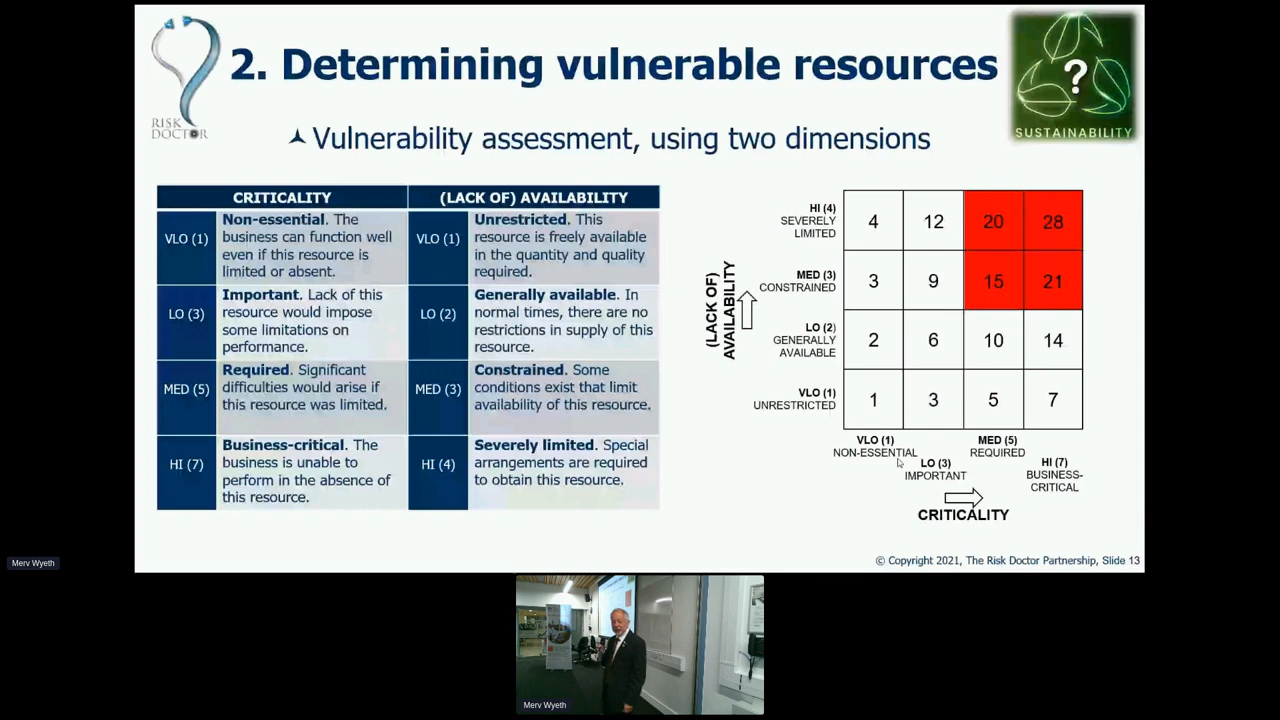 RISK
DOCTOR
2. Determining vulnerable resources
?
SUSTAINABILITY
Vulnerability assessment, using two dimensions
CRITICALITY
(LACK OF) AVAILABILITY
VLO (1)
Non-essential. The
business can function well
even if this resource is
limited or absent.
VLO (1)
Unrestricted. This
resource is freely available
in the quantity and quality
required.
LO (3)
Important. Lack of this
resource would impose
some limitations on
performance.
LO (2)
Generally available. In
normal times, there are no
restrictions in supply of this
resource.
MED (5)
Required. Significant
difficulties would arise if
this resource was limited.
MED (3)
Constrained. Some
conditions exist that limit
availability of this resource.
HI (7)
Business-critical. The
business is unable to
perform in the absence of
this resource.
HI (4)
Severely limited. Special
arrangements are required
to obtain this resource.
(LACK OF)
AVAILABILITY
HI (4)
SEVERELY
LIMITED
4 12 20 28
MED (3)
CONSTRAINED
3 9 15 21
LO (2)
GENERALLY
AVAILABLE
2 6 10 14
VLO (1)
UNRESTRICTED
1 3 5 7
VLO (1)
NON-ESSENTIAL
LO (3)
IMPORTANT
MED (5)
REQUIRED
HI (7)
BUSINESS-
CRITICAL
CRITICALITY
© Copyright 2021, The Risk Doctor Partnership, Slide 13
Merv Wyeth
Merv Wyeth